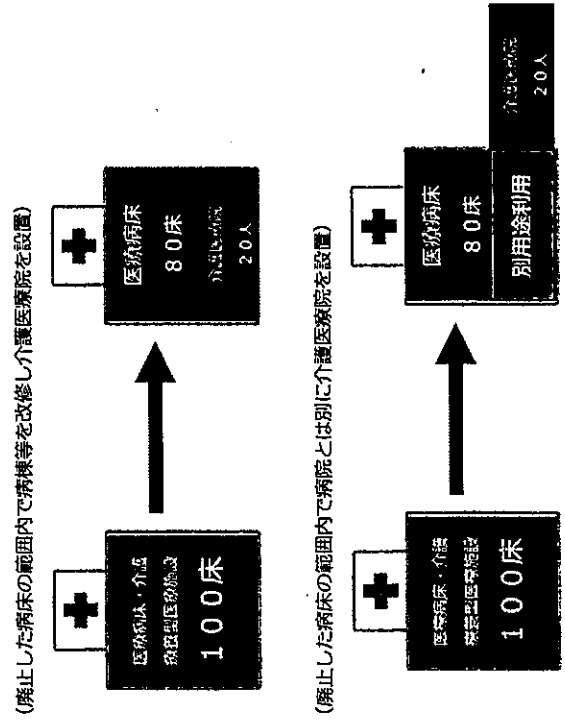 (廃止した病床の範囲内で病棟等を改修し介護医療院を設置)
医療病床・介護
療養型医療施設
100床
医療病床
80床
介護医療院
20人
(廃止した病床の範囲内で病院とは別に介護医療院を設置)
医療病床・介護
療養型医療施設
100床
医療病床
80床
別用途利用
介護医療院
20人